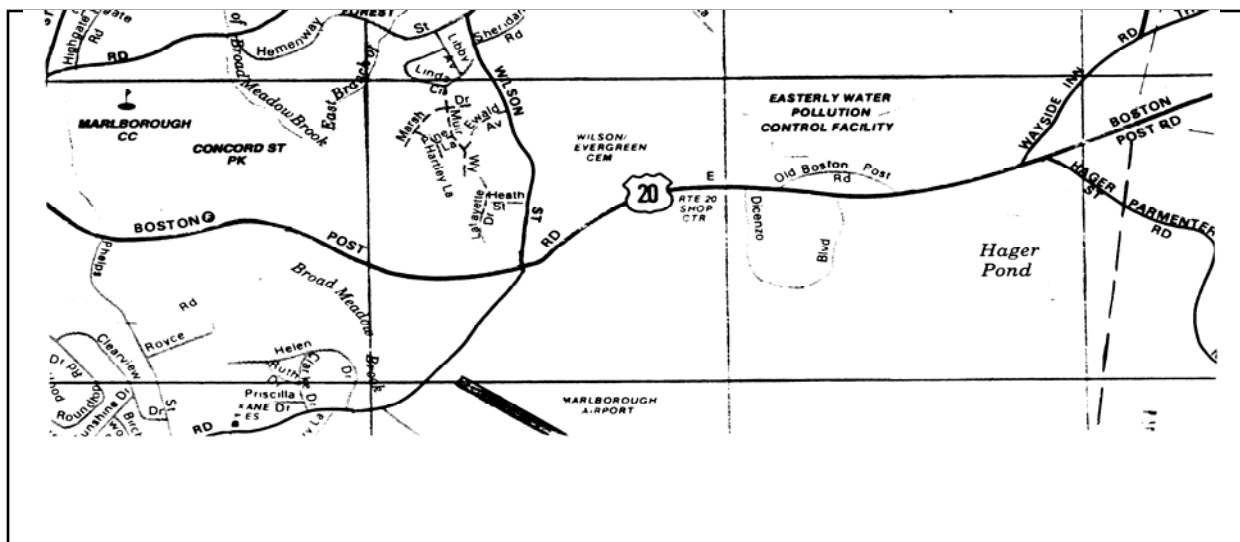 Highgate
Rd
RD
of
Broad Meadow Brook
Hemenway
FOREST
St
East Branch of
Libby
Av
Sheridan
Rd
Linda
Cir
WILSON
ST
MARLBOROUGH
CC
CONCORD ST
PK
Marsh
Dr
Muir
Ewald
Av
Hartley La
Wy
Heath
St
Lafayette
Dr
WILSON/
EVERGREEN
CEM
EASTERLY WATER
POLLUTION
CONTROL FACILITY
WAYSIDE INN
RD
BOSTON
POST RD
HAGER
ST
PARMENTER
RD
BOSTON
POST
RD
20
E
RTE 20
SHOP
CTR
Old Boston Post
Rd
Dicenzo
Blvd
Hager
Pond
Phelps
St
Broad Meadow
Brook
Royce
Rd
Clearview
Dr
Helen
Dr
Ruth
Dr
Priscilla
Dr
KANE
ES
RD
MARLBOROUGH
AIRPORT